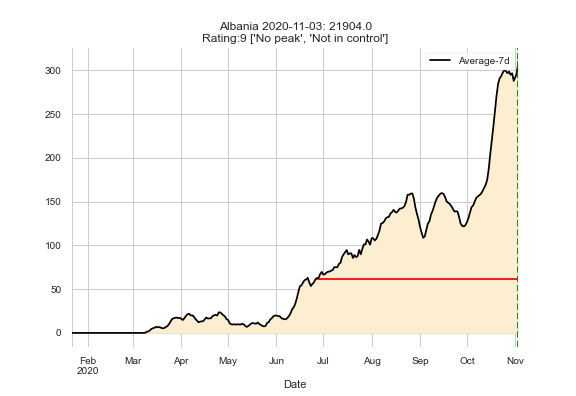 Albania 2020-11-03: 21904.0
Rating:9 ['No peak', 'Not in control']
Average-7d
300
250
200
150
100
50
0
Feb Mar Apr May Jun Jul Aug Sep Oct Nov
2020
Date